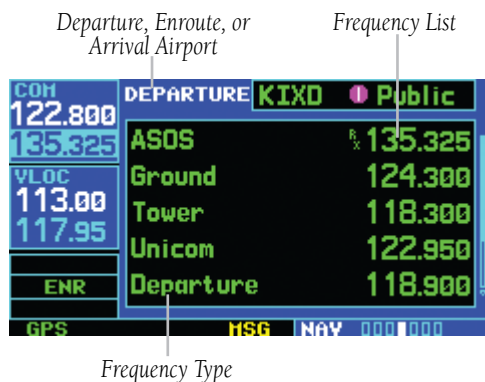 Departure, Enroute, or
Arrival Airport
Frequency List
COM
122.800
135.325
VLOC
113.00
117.95
ENR
GPS
DEPARTURE KIXD Public
ASOS Rx 135.325
Ground 124.300
Tower 118.300
Unicom 122.950
Departure 118.900
MSG NAV
Frequency Type